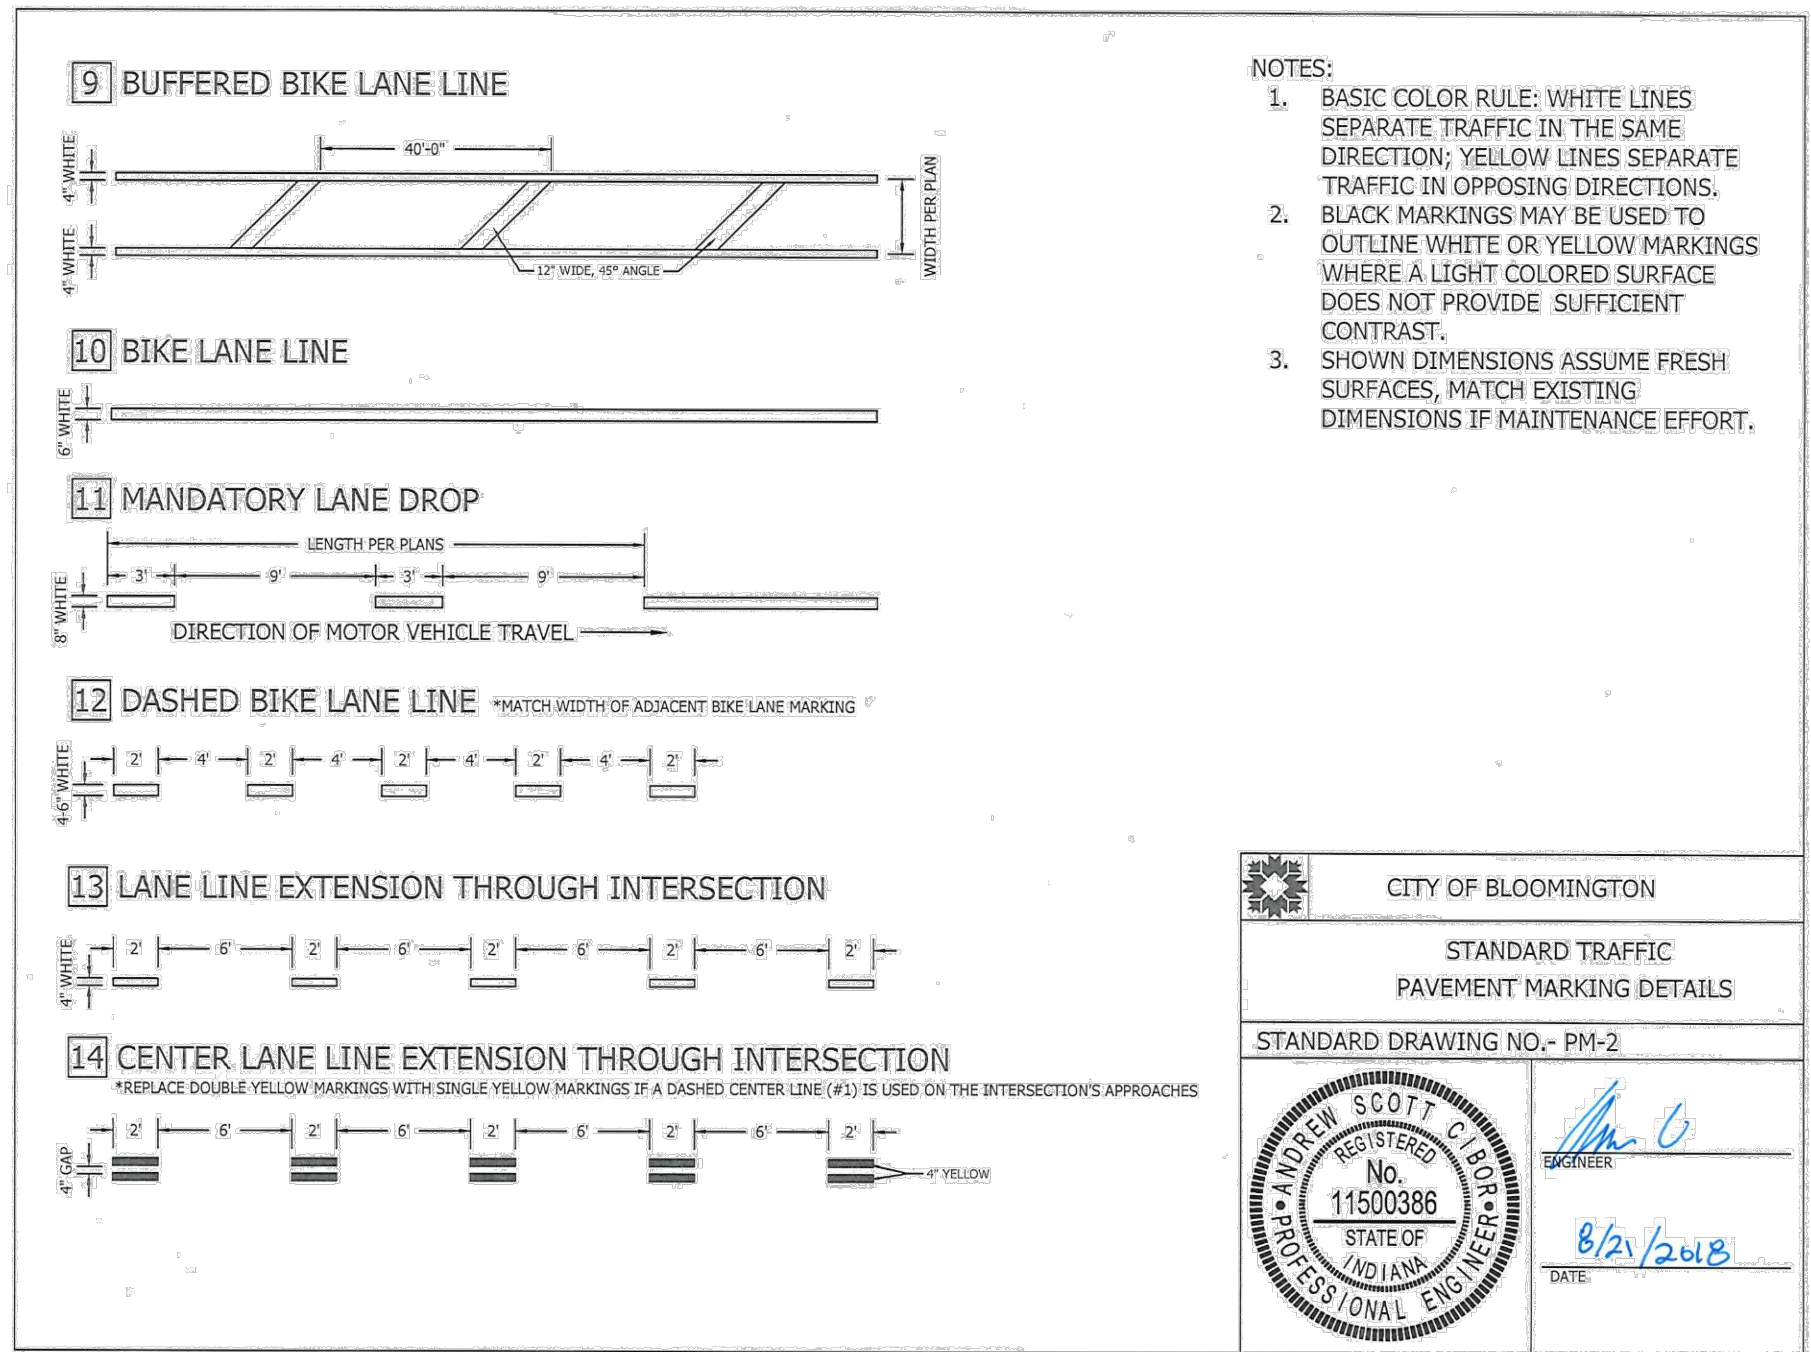 9 BUFFERED BIKE LANE LINE
4" WHITE
40'-0"
4" WHITE
12" WIDE, 45° ANGLE
WIDTH PER PLAN
10 BIKE LANE LINE
6" WHITE
11 MANDATORY LANE DROP
LENGTH PER PLANS
3' 9' 3' 9'
8" WHITE
DIRECTION OF MOTOR VEHICLE TRAVEL
12 DASHED BIKE LANE LINE *MATCH WIDTH OF ADJACENT BIKE LANE MARKING
2' 4' 2' 4' 2' 4' 2' 4' 2'
4-6" WHITE
13 LANE LINE EXTENSION THROUGH INTERSECTION
2' 6' 2' 6' 2' 6' 2' 6' 2'
4" WHITE
14 CENTER LANE LINE EXTENSION THROUGH INTERSECTION
*REPLACE DOUBLE YELLOW MARKINGS WITH SINGLE YELLOW MARKINGS IF A DASHED CENTER LINE (#1) IS USED ON THE INTERSECTION'S APPROACHES
2' 6' 2' 6' 2' 6' 2' 6' 2'
4" GAP
4" YELLOW
NOTES:
1. BASIC COLOR RULE: WHITE LINES
SEPARATE TRAFFIC IN THE SAME
DIRECTION; YELLOW LINES SEPARATE
TRAFFIC IN OPPOSING DIRECTIONS.
2. BLACK MARKINGS MAY BE USED TO
OUTLINE WHITE OR YELLOW MARKINGS
WHERE A LIGHT COLORED SURFACE
DOES NOT PROVIDE SUFFICIENT
CONTRAST.
3. SHOWN DIMENSIONS ASSUME FRESH
SURFACES, MATCH EXISTING
DIMENSIONS IF MAINTENANCE EFFORT.
CITY OF BLOOMINGTON
STANDARD TRAFFIC
PAVEMENT MARKING DETAILS
STANDARD DRAWING NO.- PM-2
ANDREW SCOTT CIBOR
REGISTERED
No.
11500386
STATE OF
INDIANA
PROFESSIONAL ENGINEER
ENGINEER
8/21/2018
DATE